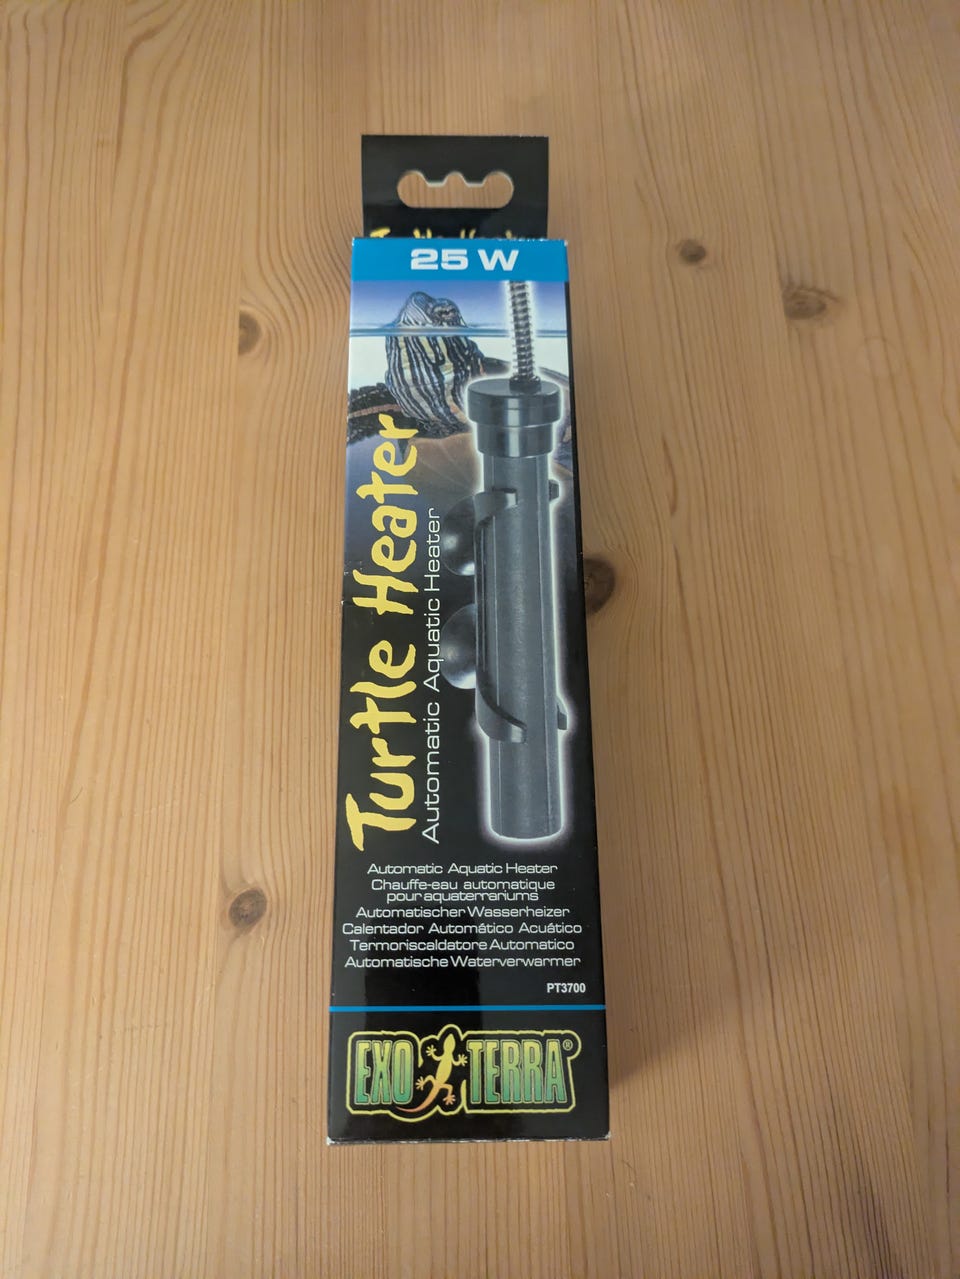 25 W
Turtle Heater
Automatic Aquatic Heater
Automatic Aquatic Heater
Chauffe-eau automatique
pour aquaterrariums
Automatischer Wasserheizer
Calentador Automático Acuático
Termoriscaldatore Automatico
Automatische Waterverwarmer
PT3700
EXO TERRA®